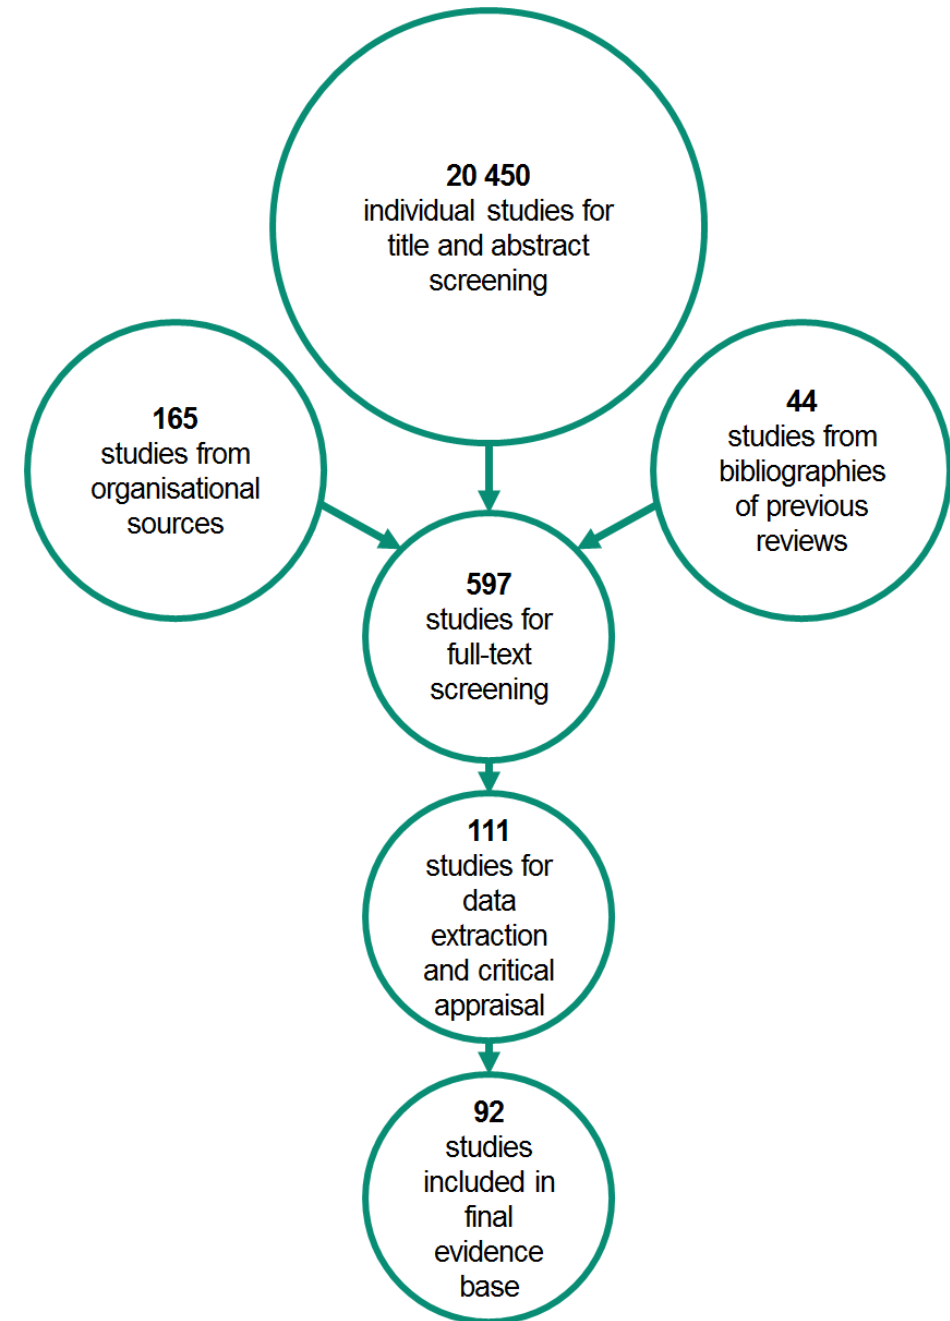 20 450
individual studies for
title and abstract
screening
165
studies from
organisational
sources
44
studies from
bibliographies
of previous
reviews
597
studies for
full-text
screening
111
studies for
data
extraction
and critical
appraisal
92
studies
included in
final
evidence
base